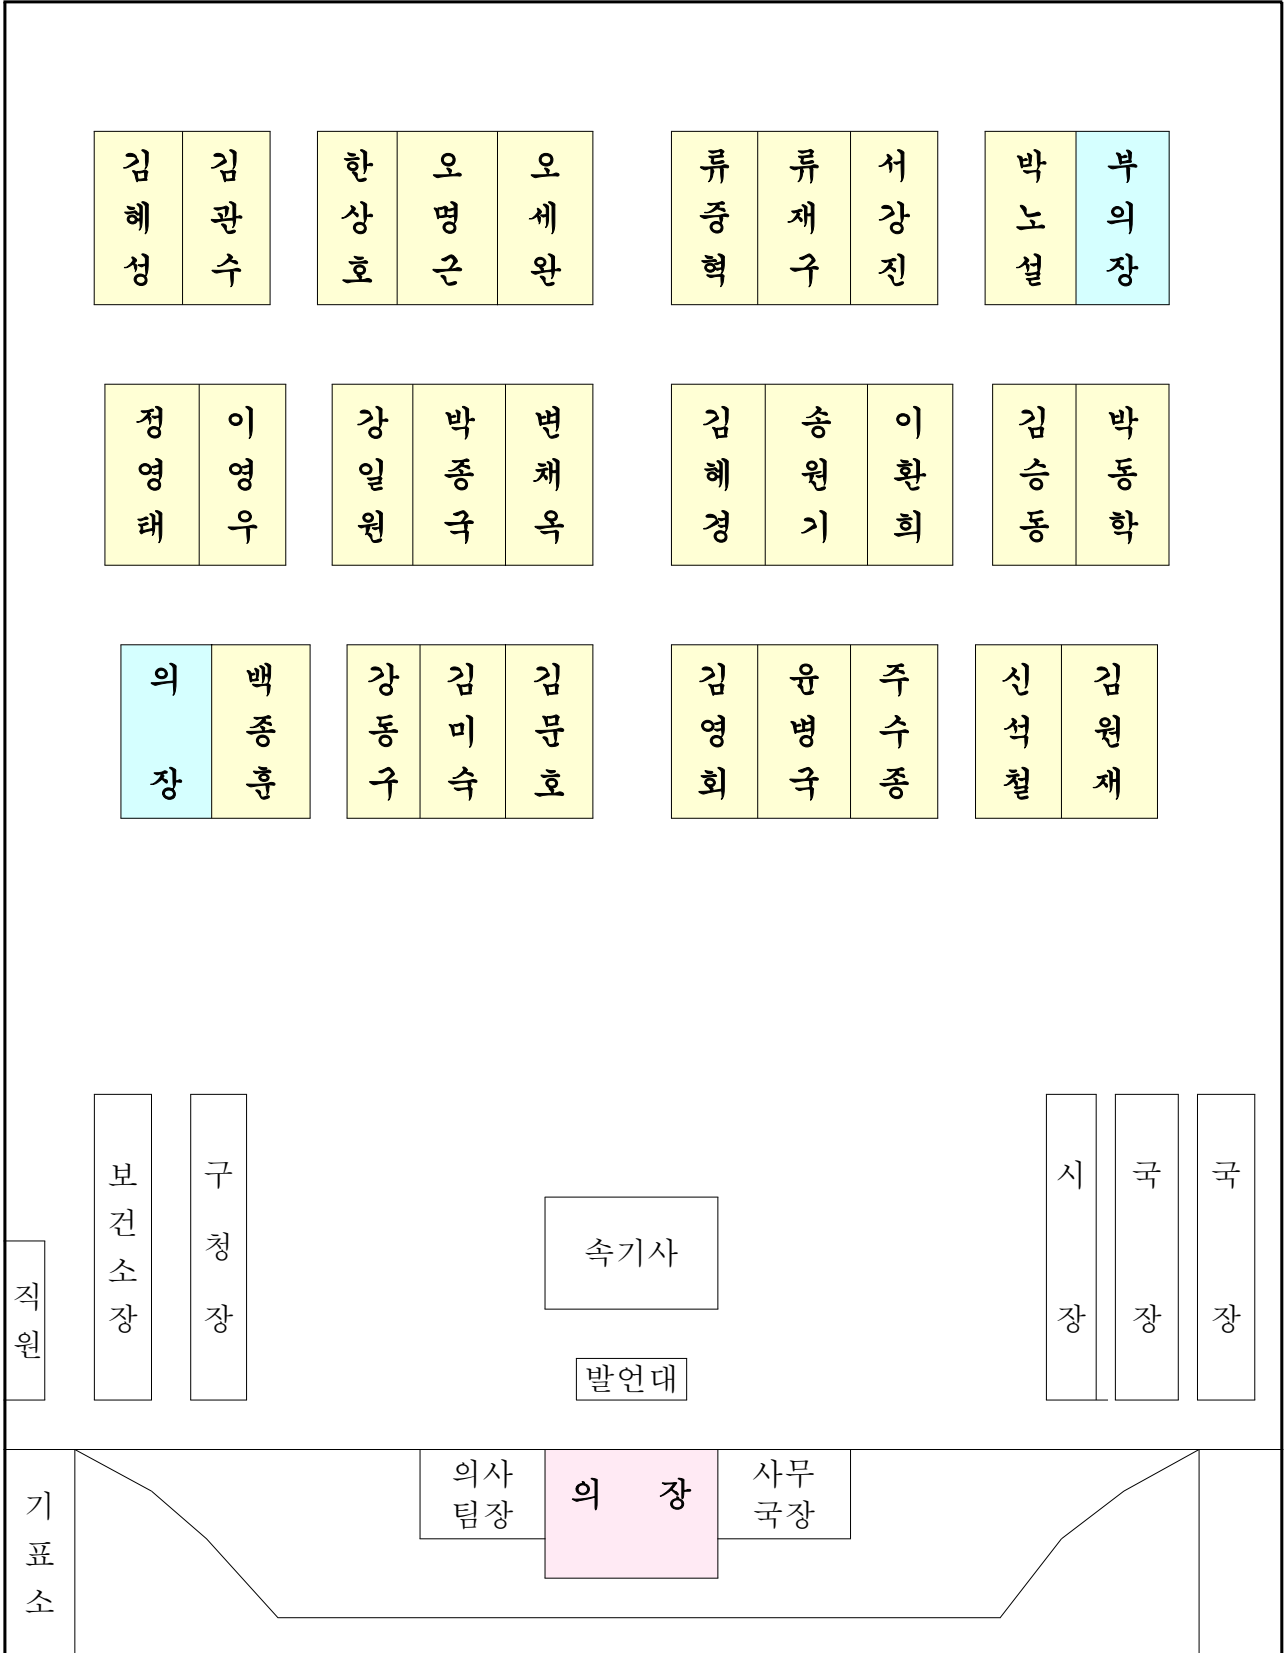 김혜성 김관수 한상호 오명근 오세완 류중혁 류재구 서강진 박노설 부의장
정영태 이영우 강일원 박종국 변채옥 김혜경 송원기 이환희 김승동 박동학
의장 백종훈 강동구 김미숙 김문호 김영회 윤병국 주수종 신석철 김원재
보건소장 구청장 시장 국장 국장
속기사
직원
발언대
의사팀장 의 장 사무국장
기표소